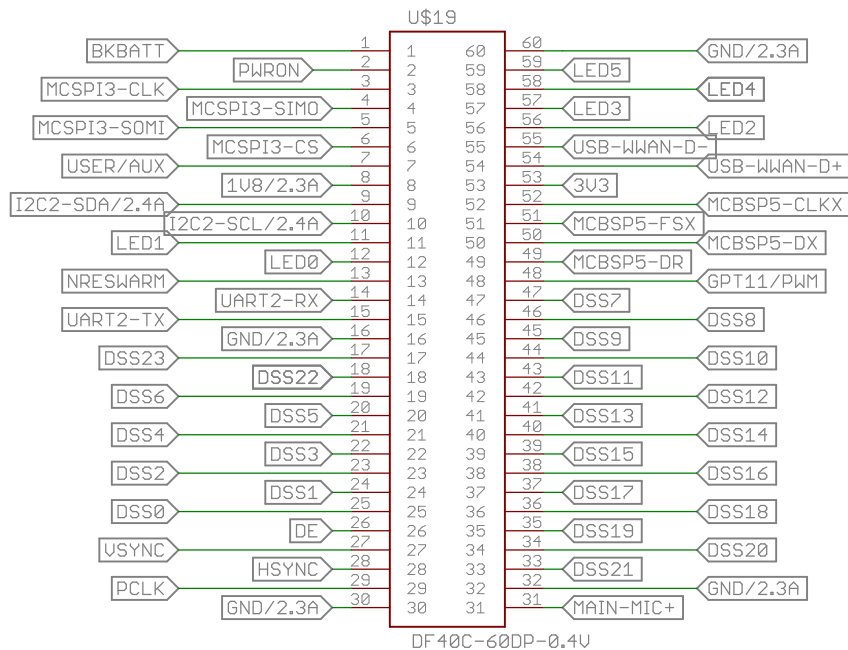 U$19
BKBATT 1 1 60 60 GND/2.3A
PWRON 2 2 59 59 LED5
MCSPI3-CLK 3 3 58 58 LED4
MCSPI3-SIMO 4 4 57 57 LED3
MCSPI3-SOMI 5 5 56 56 LED2
MCSPI3-CS 6 6 55 55 USB-WWAN-D-
USER/AUX 7 7 54 54 USB-WWAN-D+
1V8/2.3A 8 8 53 53 3V3
I2C2-SDA/2.4A 9 9 52 52 MCBSP5-CLKX
I2C2-SCL/2.4A 10 10 51 51 MCBSP5-FSX
LED1 11 11 50 50 MCBSP5-DX
LED0 12 12 49 49 MCBSP5-DR
NRESWARM 13 13 48 48 GPT11/PWM
UART2-RX 14 14 47 47 DSS7
UART2-TX 15 15 46 46 DSS8
GND/2.3A 16 16 45 45 DSS9
DSS23 17 17 44 44 DSS10
DSS22 18 18 43 43 DSS11
DSS6 19 19 42 42 DSS12
DSS5 20 20 41 41 DSS13
DSS4 21 21 40 40 DSS14
DSS3 22 22 39 39 DSS15
DSS2 23 23 38 38 DSS16
DSS1 24 24 37 37 DSS17
DSS0 25 25 36 36 DSS18
DE 26 26 35 35 DSS19
VSYNC 27 27 34 34 DSS20
HSYNC 28 28 33 33 DSS21
PCLK 29 29 32 32 GND/2.3A
GND/2.3A 30 30 31 31 MAIN-MIC+
DF40C-60DP-0.4V